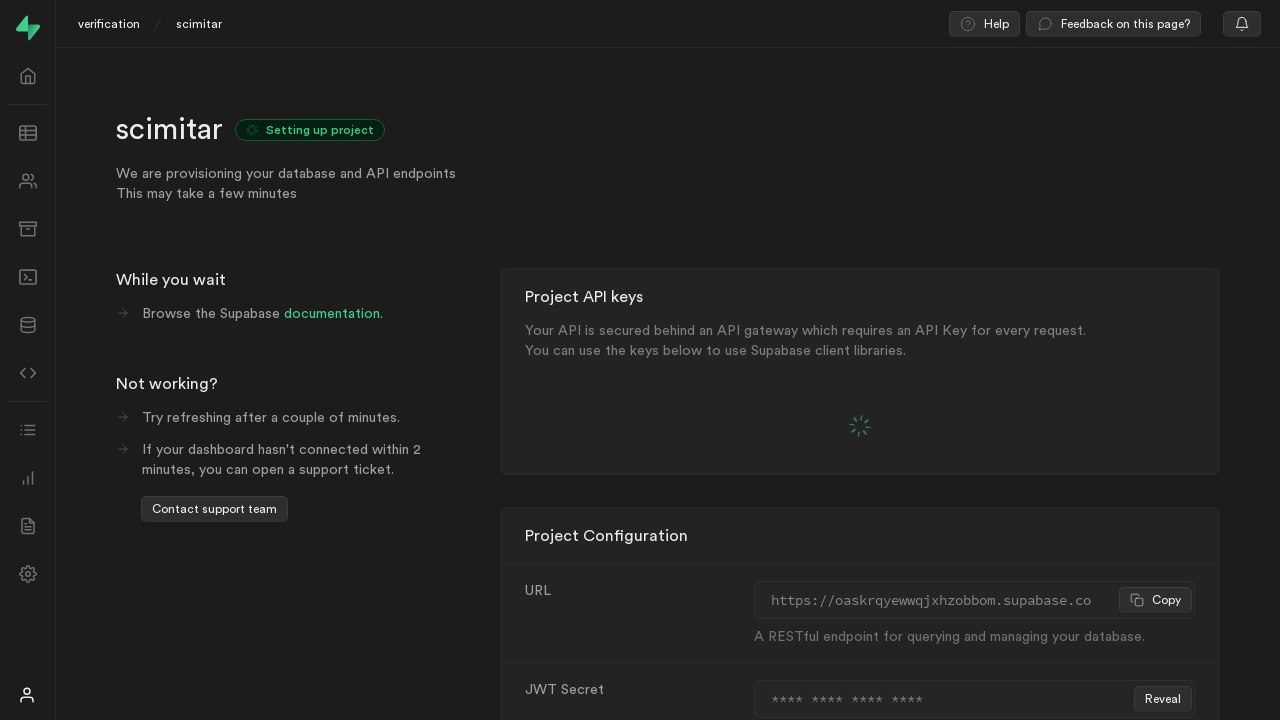 verification / scimitar
Help
Feedback on this page?
scimitar
Setting up project
We are provisioning your database and API endpoints
This may take a few minutes
While you wait
Browse the Supabase documentation.
Not working?
Try refreshing after a couple of minutes.
If your dashboard hasn't connected within 2
minutes, you can open a support ticket.
Contact support team
Project API keys
Your API is secured behind an API gateway which requires an API Key for every request.
You can use the keys below to use Supabase client libraries.
Project Configuration
URL
https://oaskrqyewwqjxhzobbom.supabase.co
Copy
A RESTful endpoint for querying and managing your database.
JWT Secret
**** **** **** ****
Reveal